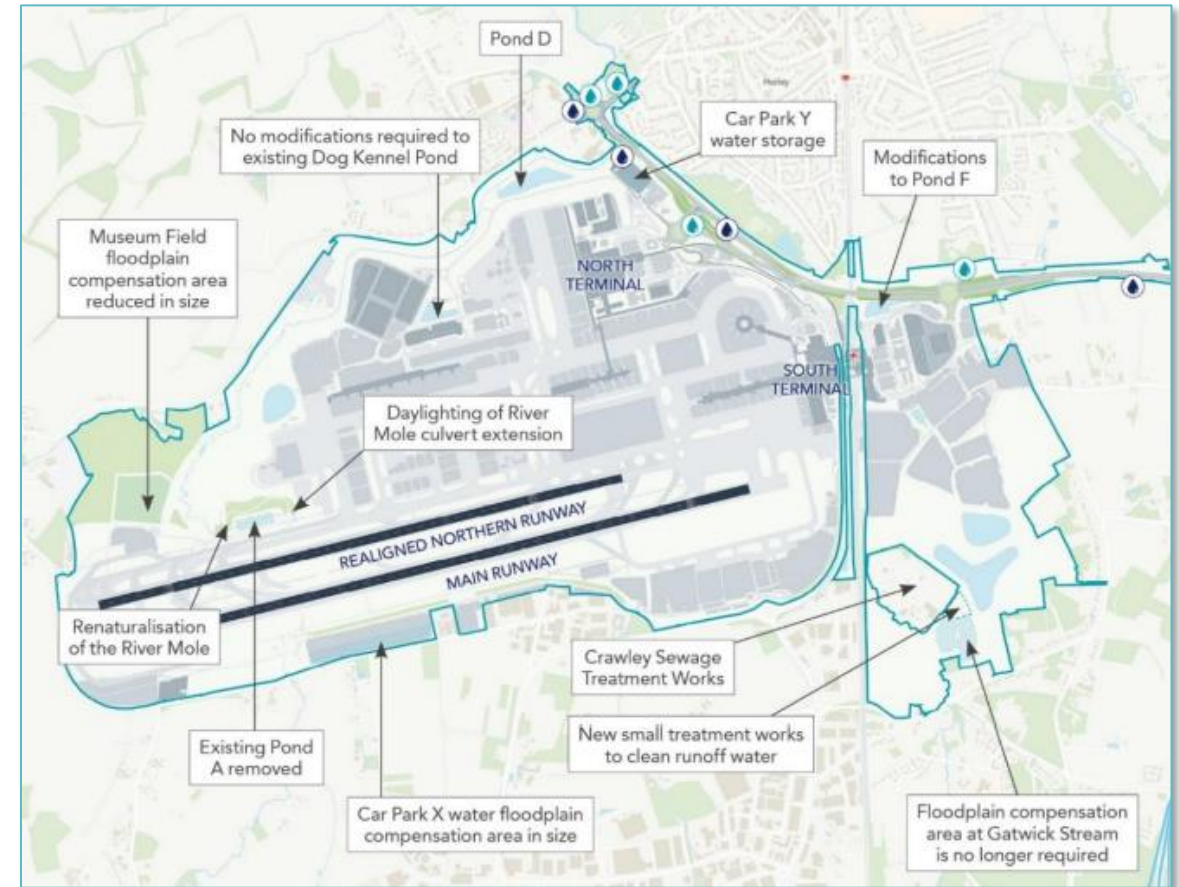 Pond D
Horley
No modifications required to
existing Dog Kennel Pond
Car Park Y
water storage
Modifications
to Pond F
Museum Field
floodplain
compensation area
reduced in size
NORTH
TERMINAL
SOUTH
TERMINAL
Daylighting of River
Mole culvert extension
REALIGNED NORTHERN RUNWAY
MAIN RUNWAY
Renaturalisation
of the River Mole
Crawley Sewage
Treatment Works
New small treatment works
to clean runoff water
Existing Pond
A removed
Car Park X water floodplain
compensation area in size
Floodplain compensation
area at Gatwick Stream
is no longer required